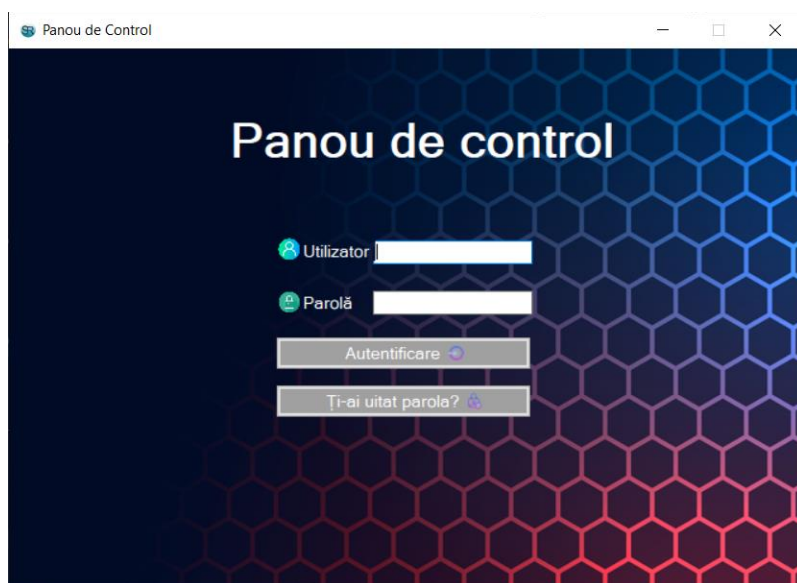 Panou de Control
Panou de control
Utilizator
Parolă
Autentificare
Ți-ai uitat parola?